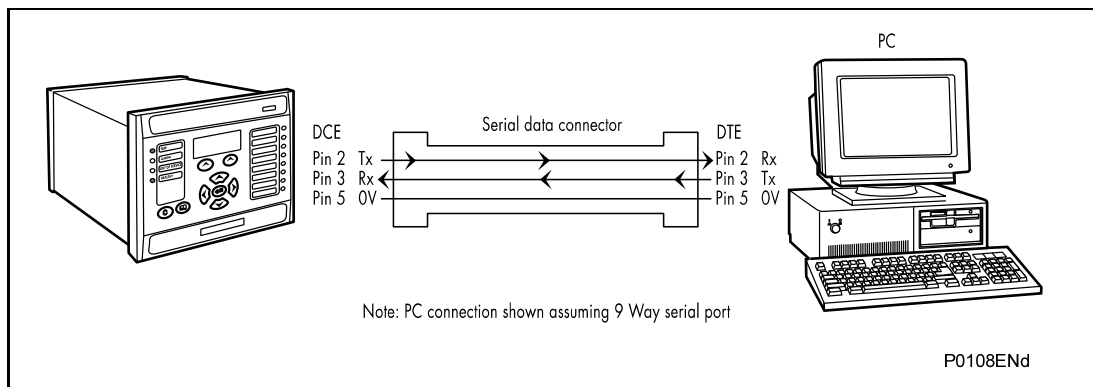 PC
Serial data connector
DCE
DTE
Pin 2 Tx
Pin 2 Rx
Pin 3 Rx
Pin 3 Tx
Pin 5 0V
Pin 5 0V
Note: PC connection shown assuming 9 Way serial port
P0108ENd